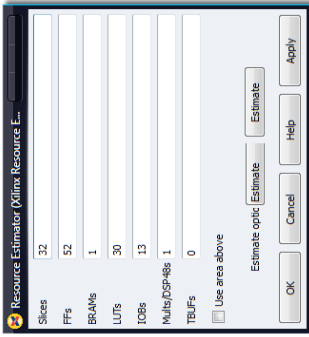 Resource Estimator (Xilinx Resource E...
Slices 32
FFs 52
BRAMs 1
LUTs 30
IOBs 13
Mults/DSP48s 1
TBUFs 0
Use area above
Estimate optic Estimate Estimate
OK Cancel Help Apply